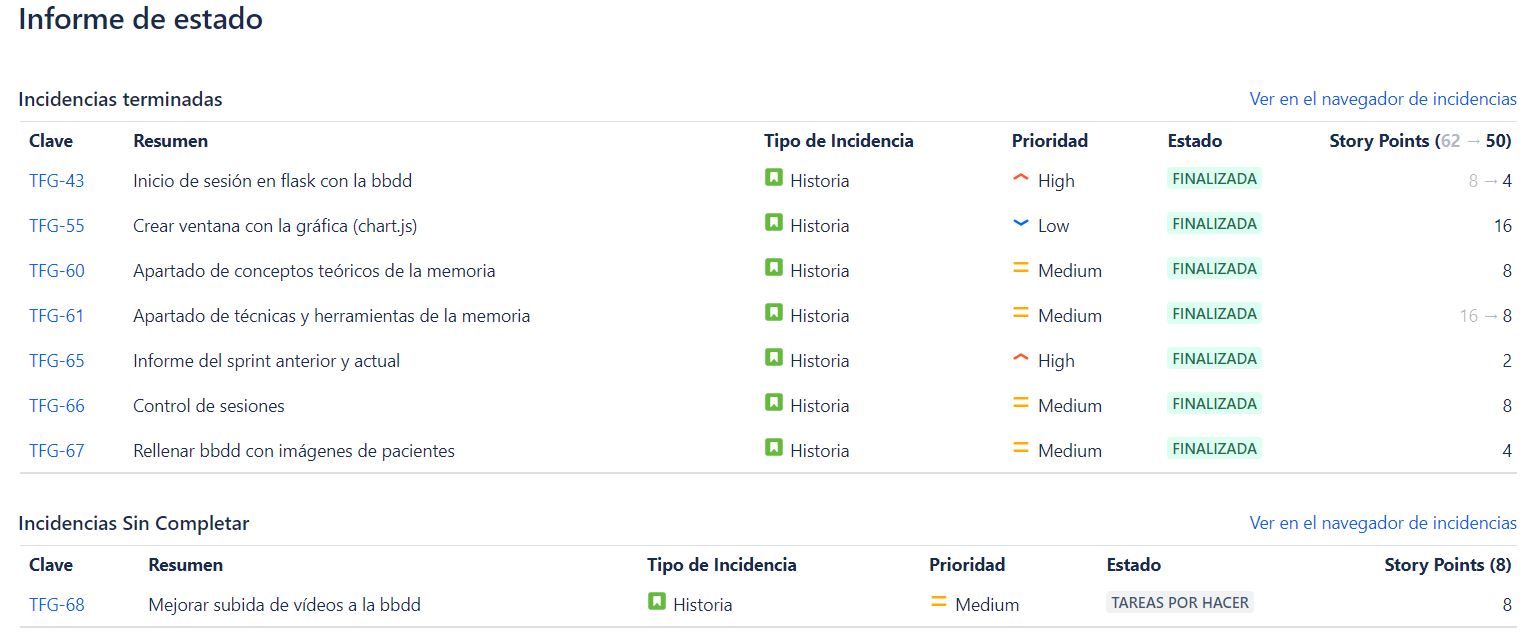 Informe de estado
Incidencias terminadas Ver en el navegador de incidencias
Clave Resumen Tipo de Incidencia Prioridad Estado Story Points (62 → 50)
TFG-43 Inicio de sesión en flask con la bbdd Historia High FINALIZADA 8 → 4
TFG-55 Crear ventana con la gráfica (chart.js) Historia Low FINALIZADA 16
TFG-60 Apartado de conceptos teóricos de la memoria Historia Medium FINALIZADA 8
TFG-61 Apartado de técnicas y herramientas de la memoria Historia Medium FINALIZADA 16 → 8
TFG-65 Informe del sprint anterior y actual Historia High FINALIZADA 2
TFG-66 Control de sesiones Historia Medium FINALIZADA 8
TFG-67 Rellenar bbdd con imágenes de pacientes Historia Medium FINALIZADA 4
Incidencias Sin Completar Ver en el navegador de incidencias
Clave Resumen Tipo de Incidencia Prioridad Estado Story Points (8)
TFG-68 Mejorar subida de vídeos a la bbdd Historia Medium TAREAS POR HACER 8